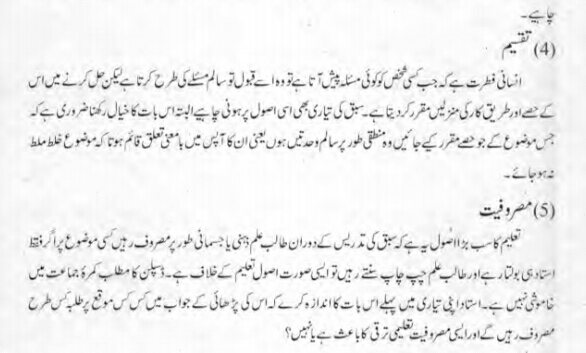 چاہیے۔
(4) تقسیم
انسانی فطرت ہے کہ جب کسی شخص کو کوئی مسئلہ پیش آتا ہے تو وہ اسے قبول تو سالم مسئلے کی طرح کرتا ہے لیکن حل کرنے میں اس
کے حصے اور طریق کار کی منزلیں مقرر کر دیتا ہے۔ سبق کی تیاری بھی اسی اصول پر ہونی چاہیے البتہ اس بات کا خیال رکھنا ضروری ہے کہ
جس موضوع کے جو حصے مقرر کیے جائیں وہ منطقی طور پر سالم وحدتیں ہوں یعنی ان کا آپس میں بامعنی تعلق قائم ہو تا کہ موضوع خلط ملط
نہ ہو جائے۔
(5) مصروفیت
تعلیم کا سب بڑا اصول یہ ہے کہ سبق کی تدریس کے دوران طالب علم ذہنی یا جسمانی طور پر مصروف رہیں کسی موضوع پر اگر فقط
استاد ہی بولتا رہے اور طالب علم چپ چاپ سنتے رہیں تو ایسی صورت اصول تعلیم کے خلاف ہے۔ ڈسپلن کا مطلب کمرۂ جماعت میں
خاموشی نہیں ہے۔ استاد اپنی تیاری میں پہلے اس بات کا اندازہ کرے کہ اس کی پڑھائی کے جواب میں کس کس موقع پر طلبہ کس طرح
مصروف رہیں گے اور ایسی مصروفیت تعلیمی ترقی کا باعث ہے یا نہیں؟